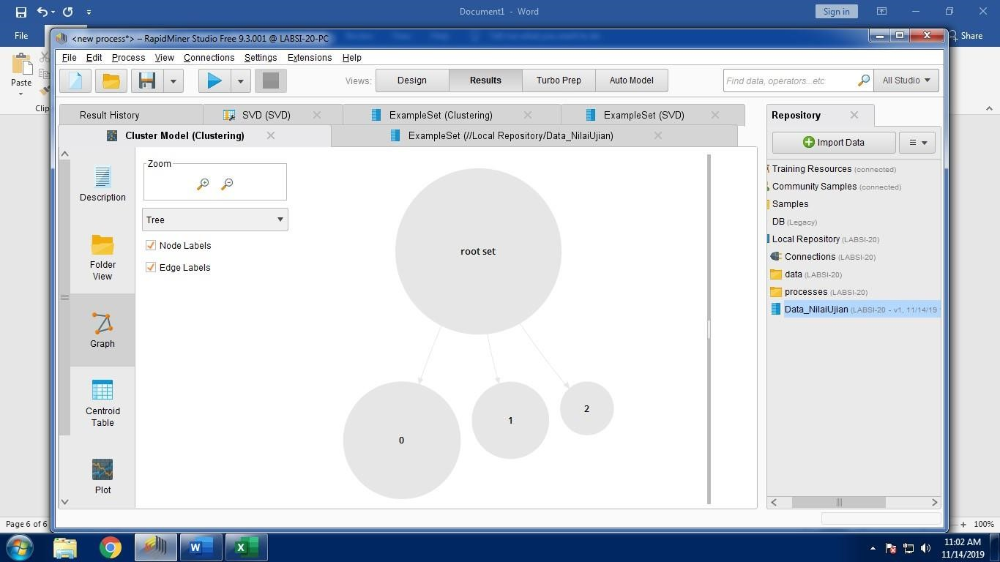 Document1 - Word
Sign in
File
Share
Paste
Clip
Page 6 of 6
100%
<new process*> – RapidMiner Studio Free 9.3.001 @ LABSI-20-PC
File Edit Process View Connections Settings Extensions Help
Views: Design Results Turbo Prep Auto Model
Find data, operators...etc
All Studio
Result History
SVD (SVD)
ExampleSet (Clustering)
ExampleSet (SVD)
Cluster Model (Clustering)
ExampleSet (//Local Repository/Data_NilaiUjian)
Description
Folder
View
Graph
Centroid
Table
Plot
Zoom
Tree
Node Labels
Edge Labels
root set
0
1
2
Repository
Import Data
Training Resources (connected)
Community Samples (connected)
Samples
DB (Legacy)
Local Repository (LABSI-20)
Connections (LABSI-20)
data (LABSI-20)
processes (LABSI-20)
Data_NilaiUjian (LABSI-20 - v1, 11/14/19
11:02 AM
11/14/2019